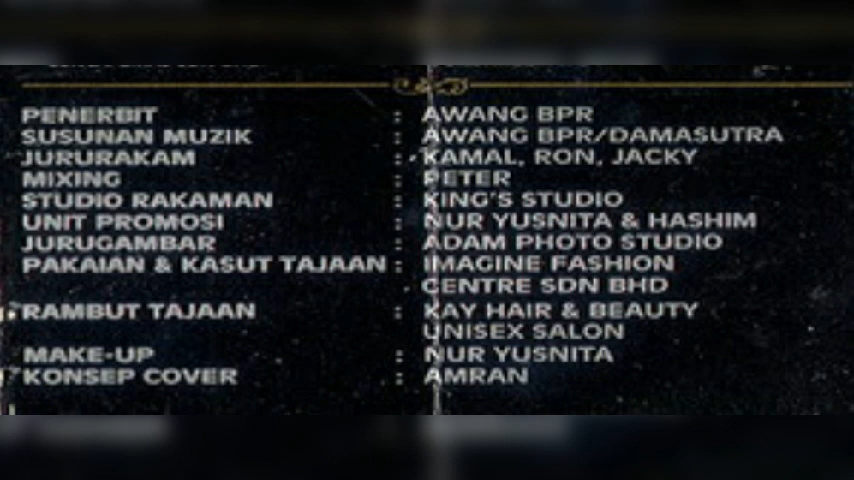 PENERBIT : AWANG BPR
SUSUNAN MUZIK : AWANG BPR/DAMASUTRA
JURURAKAM : KAMAL, RON, JACKY
MIXING : PETER
STUDIO RAKAMAN : KING'S STUDIO
UNIT PROMOSI : NUR YUSNITA & HASHIM
JURUGAMBAR : ADAM PHOTO STUDIO
PAKAIAN & KASUT TAJAAN : IMAGINE FASHION
CENTRE SDN BHD
RAMBUT TAJAAN : KAY HAIR & BEAUTY
UNISEX SALON
MAKE-UP : NUR YUSNITA
KONSEP COVER : AMRAN